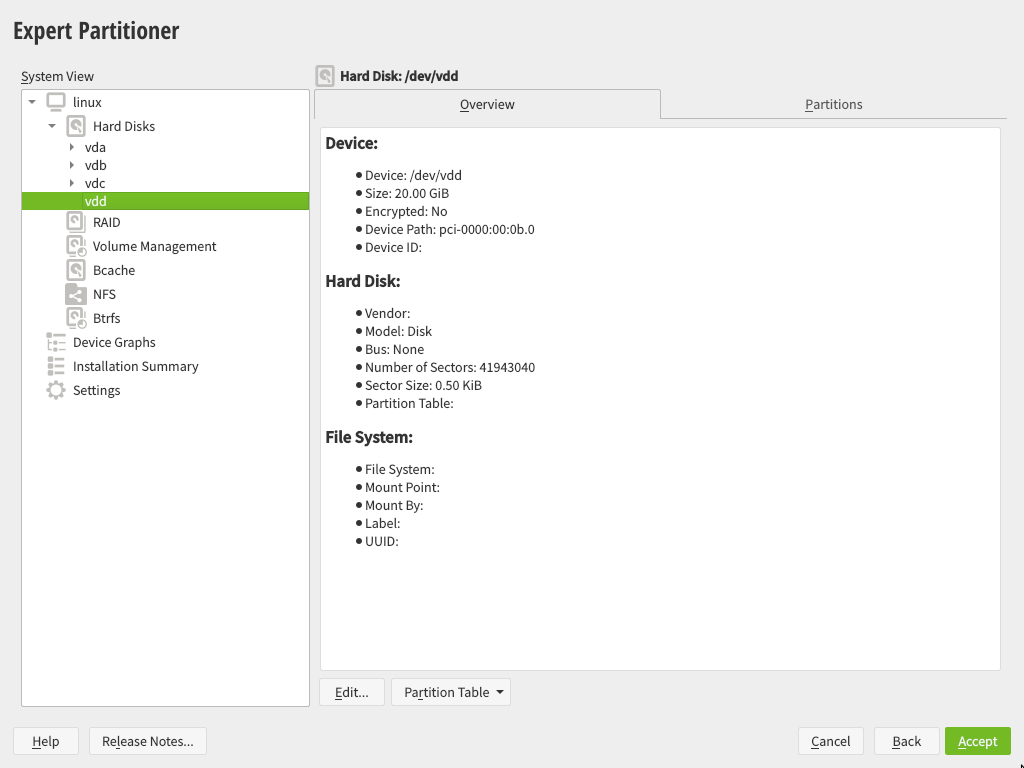 Expert Partitioner
System View
linux
Hard Disks
vda
vdb
vdc
vdd
RAID
Volume Management
Bcache
NFS
Btrfs
Device Graphs
Installation Summary
Settings
Hard Disk: /dev/vdd
Overview
Partitions
Device:
Device: /dev/vdd
Size: 20.00 GiB
Encrypted: No
Device Path: pci-0000:00:0b.0
Device ID:
Hard Disk:
Vendor:
Model: Disk
Bus: None
Number of Sectors: 41943040
Sector Size: 0.50 KiB
Partition Table:
File System:
File System:
Mount Point:
Mount By:
Label:
UUID:
Edit...
Partition Table
Help
Release Notes...
Cancel
Back
Accept